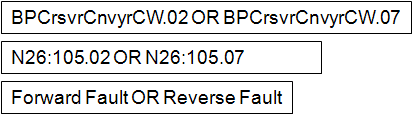 BPCrsvrCnvyrCW.02 OR BPCrsvrCnvyrCW.07
N26:105.02 OR N26:105.07
Forward Fault OR Reverse Fault